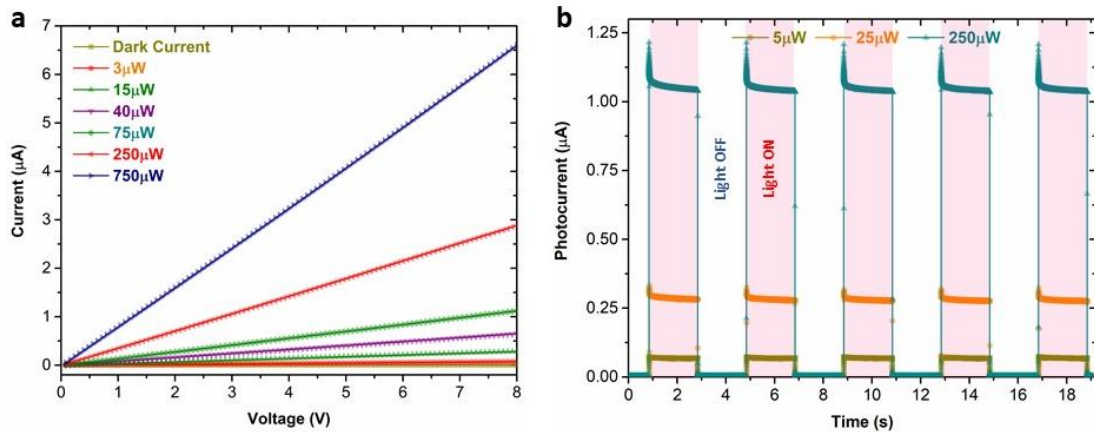 a
Dark Current
3μW
15μW
40μW
75μW
250μW
750μW
Current (μA)
7
6
5
4
3
2
1
0
0 1 2 3 4 5 6 7 8
Voltage (V)
b
5μW 25μW 250μW
Light OFF
Light ON
Photocurrent (μA)
1.25
1.00
0.75
0.50
0.25
0.00
0 2 4 6 8 10 12 14 16 18
Time (s)